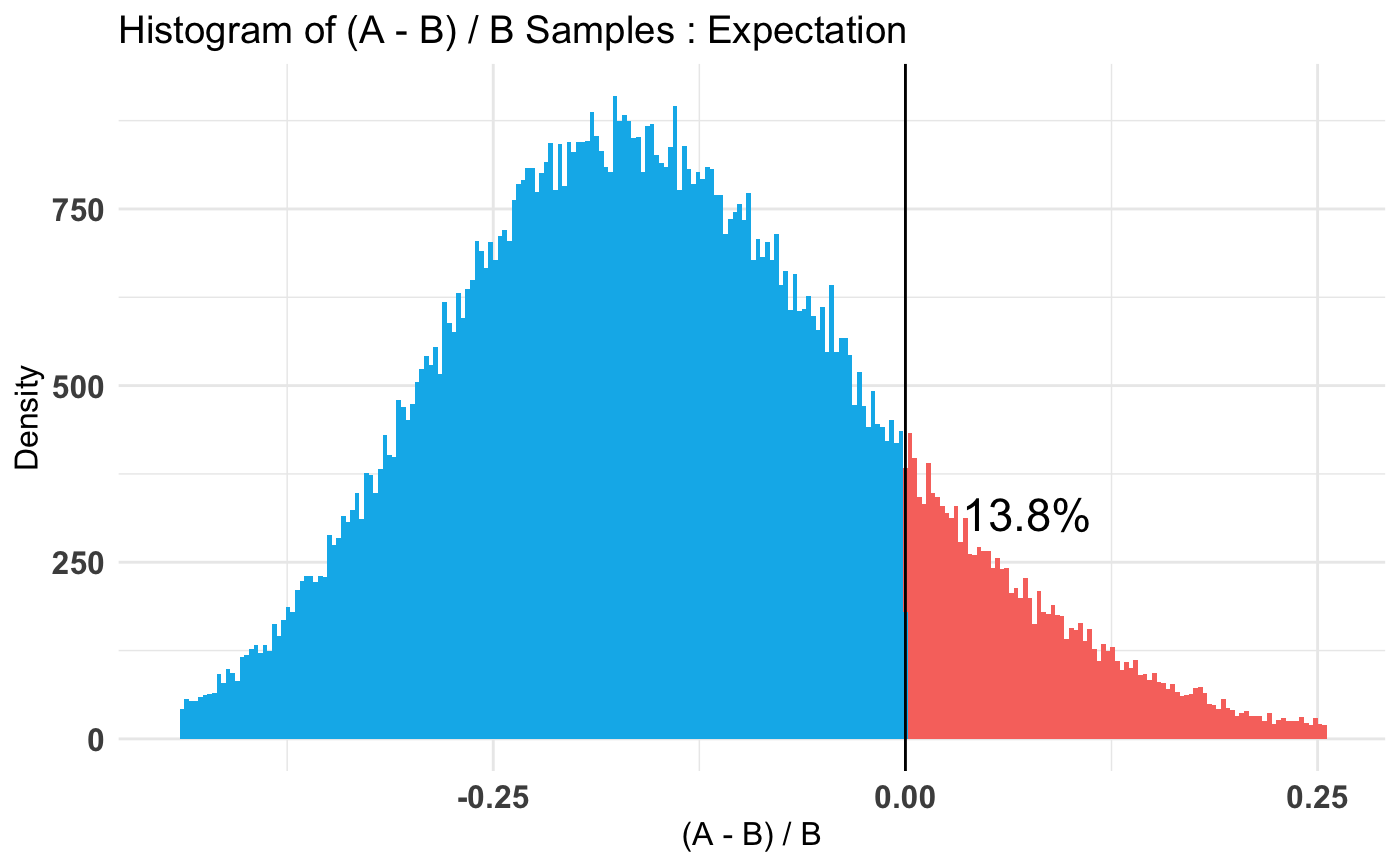 Histogram of (A - B) / B Samples : Expectation
Density
750
500
250
0
13.8%
-0.25
0.00
0.25
(A - B) / B